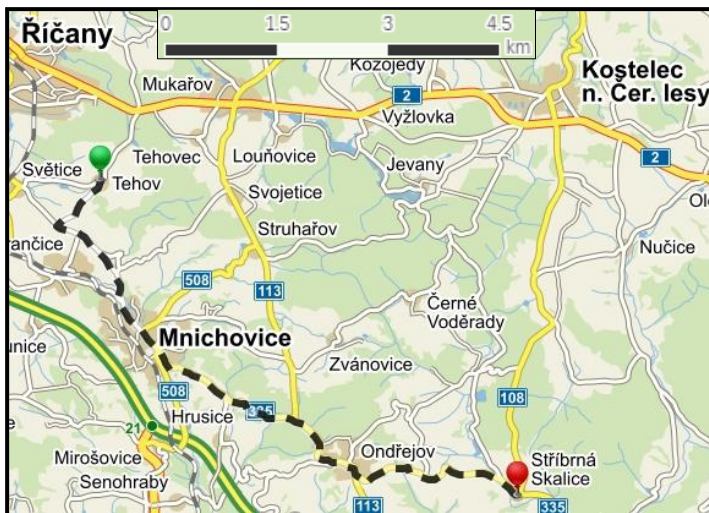 0 1.5 3 4.5
km
Říčany
Kozojedy
Kostelec
n. Čer. lesy
Mukařov
2
Vyžlovka
Tehovec
Louňovice
Jevany
2
Světice
Tehov
Svojetice
Struhařov
Nučice
508
113
Černé
Voděrady
Mnichovice
Zvánovice
508
108
335
Hrusice
21
Ondřejov
Mirošovice
Senohraby
Stříbrná
Skalice
113
335